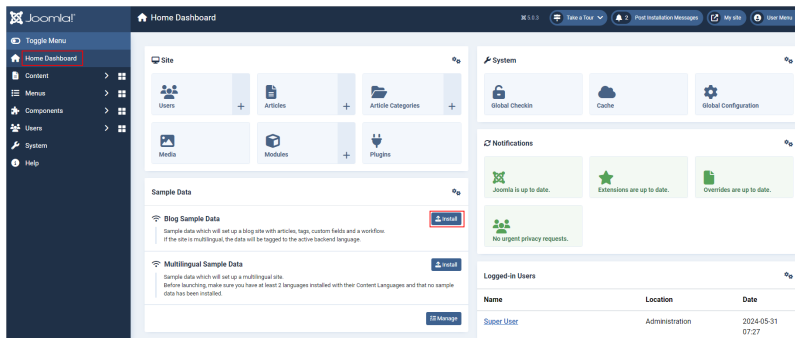 Joomla!
Home Dashboard
5.0.3
Take a Tour
2 Post Installation Messages
My site
User Menu
Toggle Menu
Home Dashboard
Content
Menus
Components
Users
System
Help
Site
Users
Articles
Article Categories
Media
Modules
Plugins
Sample Data
Blog Sample Data
Install
Sample data which will set up a blog site with articles, tags, custom fields and a workflow.
If the site is multilingual, the data will be tagged to the active backend language.
Multilingual Sample Data
Install
Sample data which will set up a multilingual site.
Before launching, make sure you have at least 2 languages installed with their Content Languages and that no sample
data has been installed.
Manage
System
Global Checkin
Cache
Global Configuration
Notifications
Joomla is up to date.
Extensions are up to date.
Overrides are up to date.
No urgent privacy requests.
Logged-in Users
Name Location Date
Super User Administration 2024-05-31
07:27